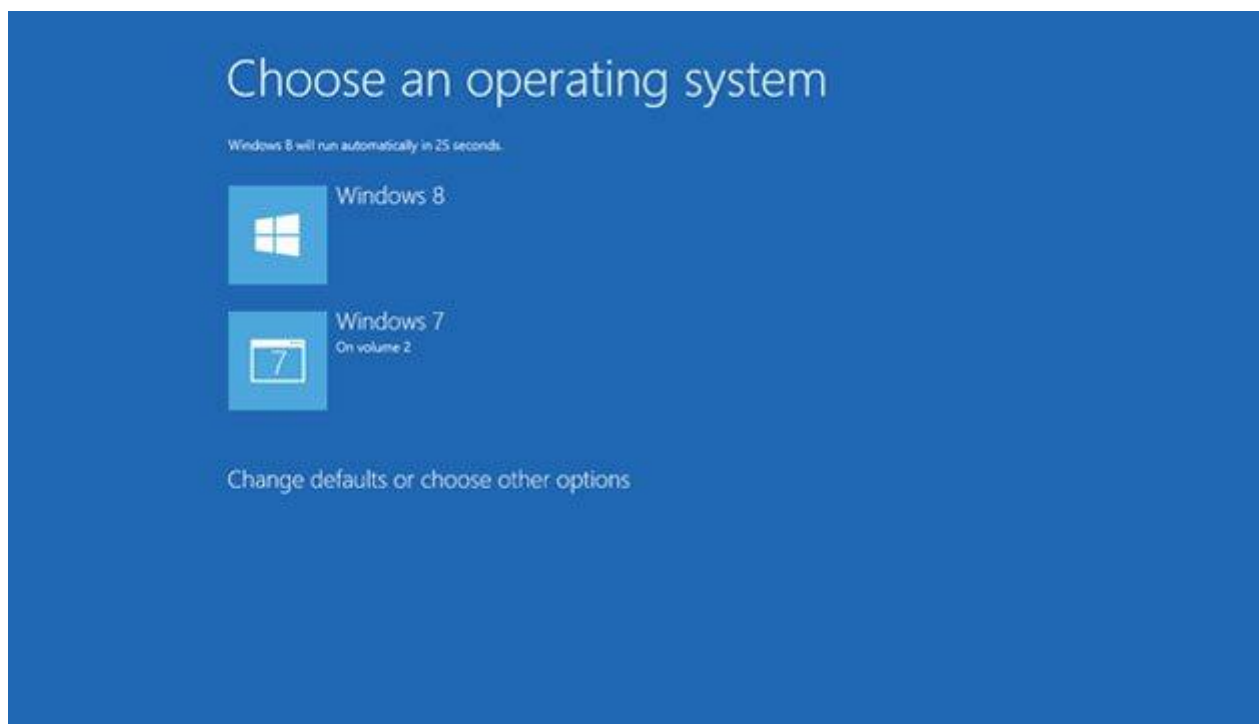 Choose an operating system
Windows 8 will run automatically in 25 seconds.
Windows 8
Windows 7
On volume 2
7
Change defaults or choose other options